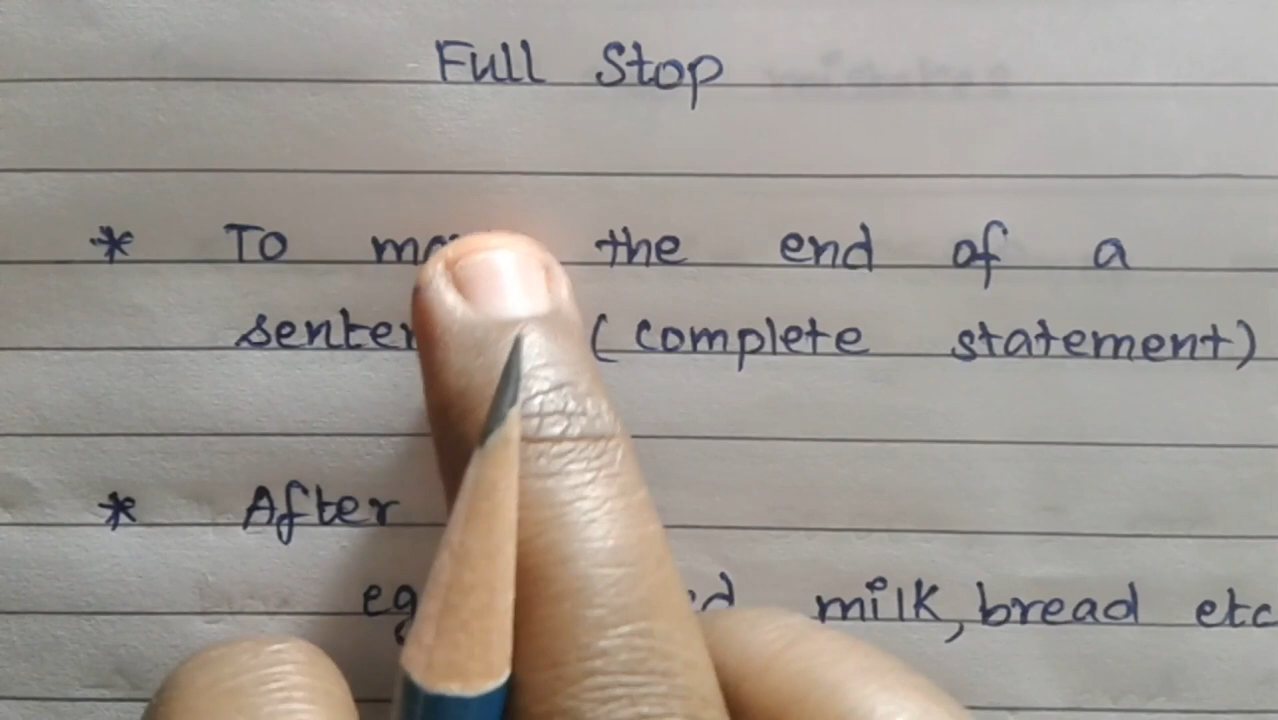 Full Stop
* To the end of a
(complete statement)
* After
milk, bread etc